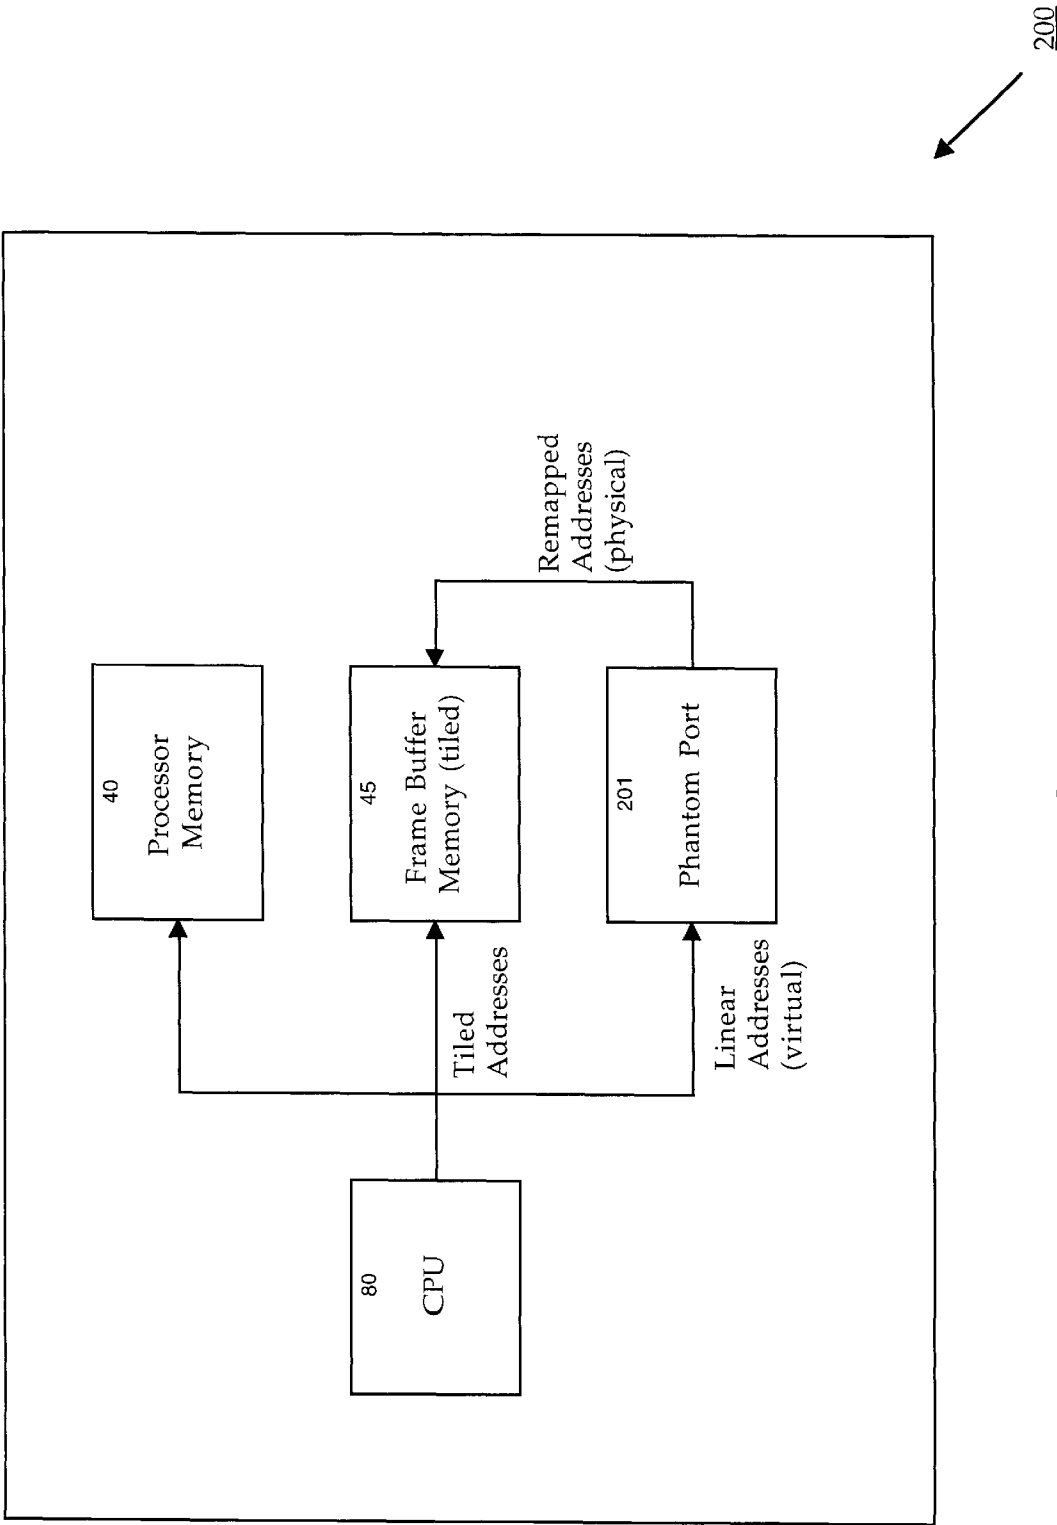 200
40
Processor
Memory
80
CPU
Tiled
Addresses
45
Frame Buffer
Memory (tiled)
Remapped
Addresses
(physical)
Linear
Addresses
(virtual)
201
Phantom Port